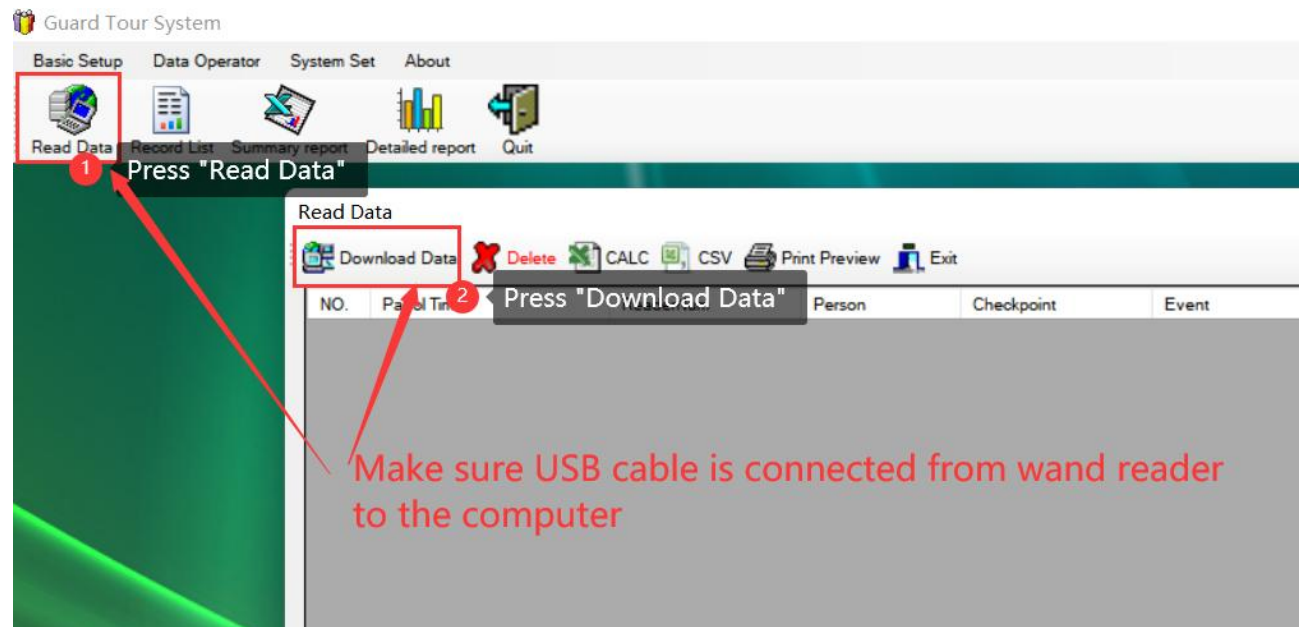 Guard Tour System
Basic Setup Data Operator System Set About
Read Data Record List Summary report Detailed report Quit
1 Press "Read Data"
Read Data
Download Data Delete CALC CSV Print Preview Exit
2 Press "Download Data"
NO. Person Checkpoint Event
Make sure USB cable is connected from wand reader
to the computer